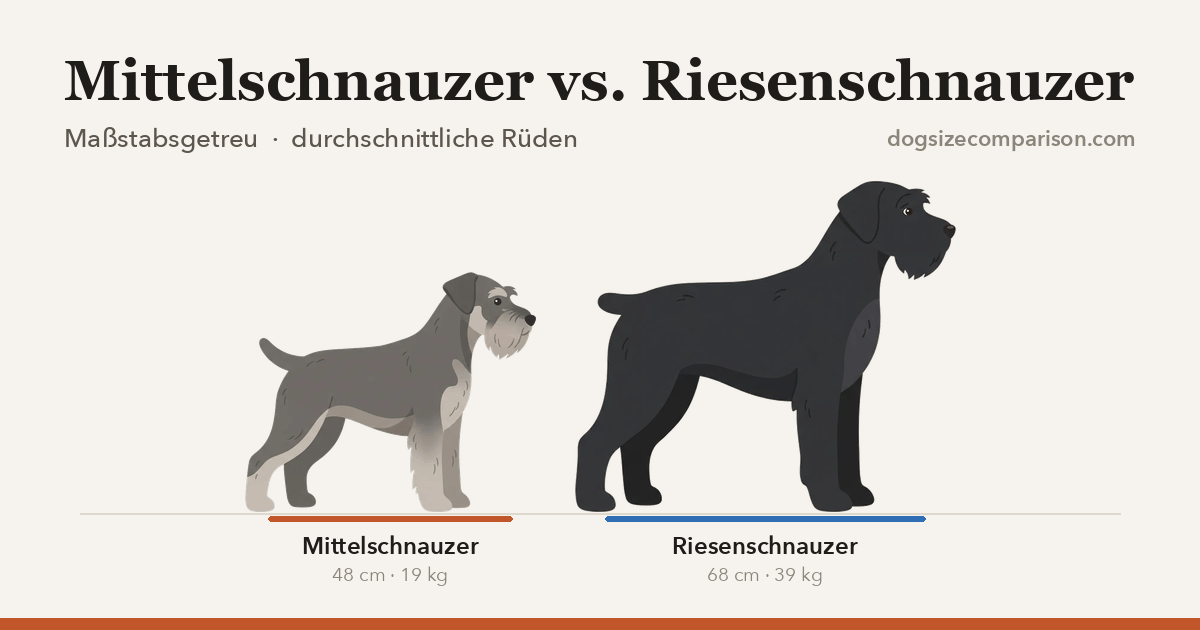 Mittelschnauzer vs. Riesenschnauzer
Maßstabsgetreu · durchschnittliche Rüden
dogsizecomparison.com
Mittelschnauzer
48 cm · 19 kg
Riesenschnauzer
68 cm · 39 kg